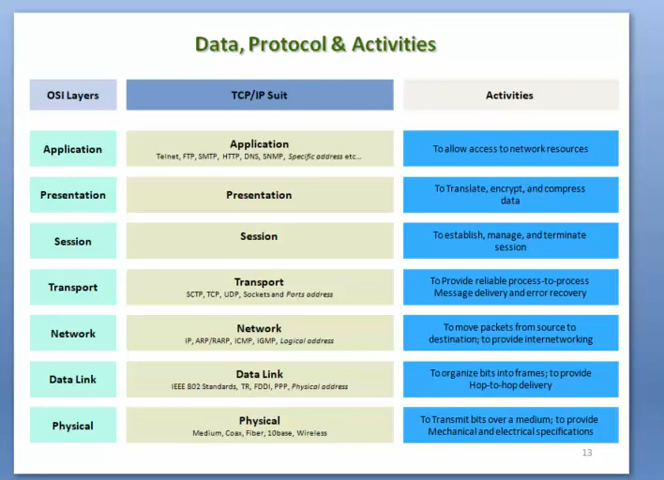 Data, Protocol & Activities
OSI Layers
TCP/IP Suit
Activities
Application
Application
Telnet, FTP, SMTP, HTTP, DNS, SNMP, Specific address etc...
To allow access to network resources
Presentation
Presentation
To Translate, encrypt, and compress
data
Session
Session
To establish, manage, and terminate
session
Transport
Transport
SCTP, TCP, UDP, Sockets and Ports address
To Provide reliable process-to-process
Message delivery and error recovery
Network
Network
IP, ARP/RARP, ICMP, IGMP, Logical address
To move packets from source to
destination; to provide internetworking
Data Link
Data Link
IEEE 802 Standards, TR, FDDI, PPP, Physical address
To organize bits into frames; to provide
Hop-to-hop delivery
Physical
Physical
Medium, Coax, Fiber, 10base, Wireless
To Transmit bits over a medium; to provide
Mechanical and electrical specifications
13